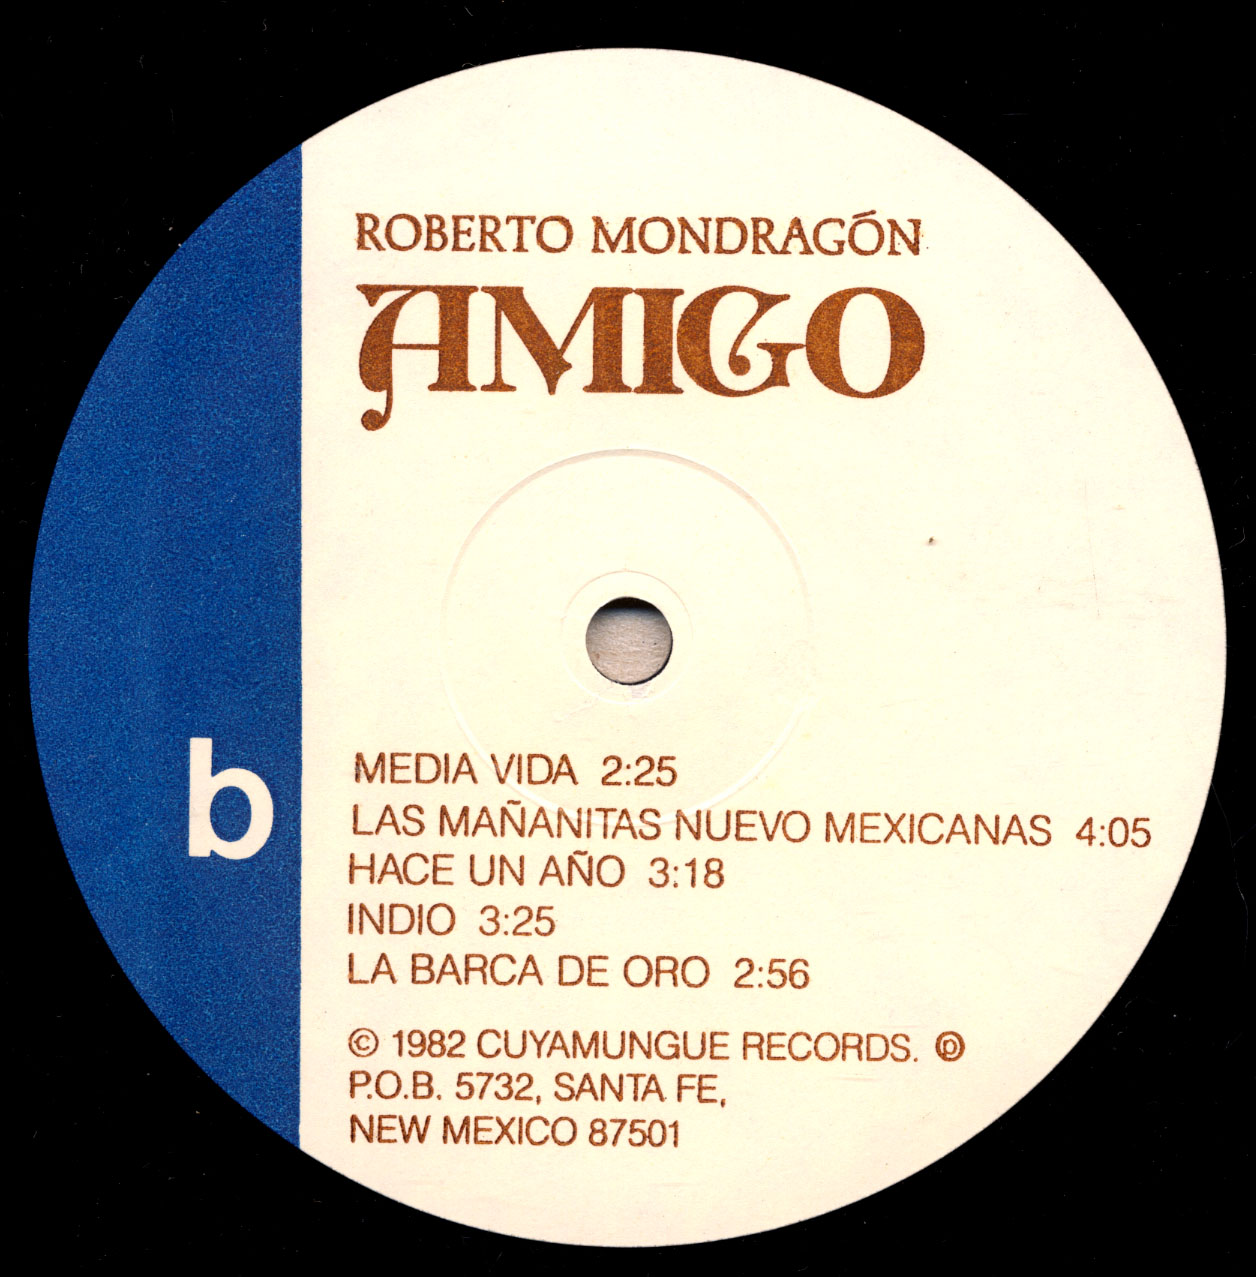 ROBERTO MONDRAGÓN
AMIGO
b
MEDIA VIDA 2:25
LAS MAÑANITAS NUEVO MEXICANAS 4:05
HACE UN AÑO 3:18
INDIO 3:25
LA BARCA DE ORO 2:56
© 1982 CUYAMUNGUE RECORDS. ℗
P.O.B. 5732, SANTA FE,
NEW MEXICO 87501